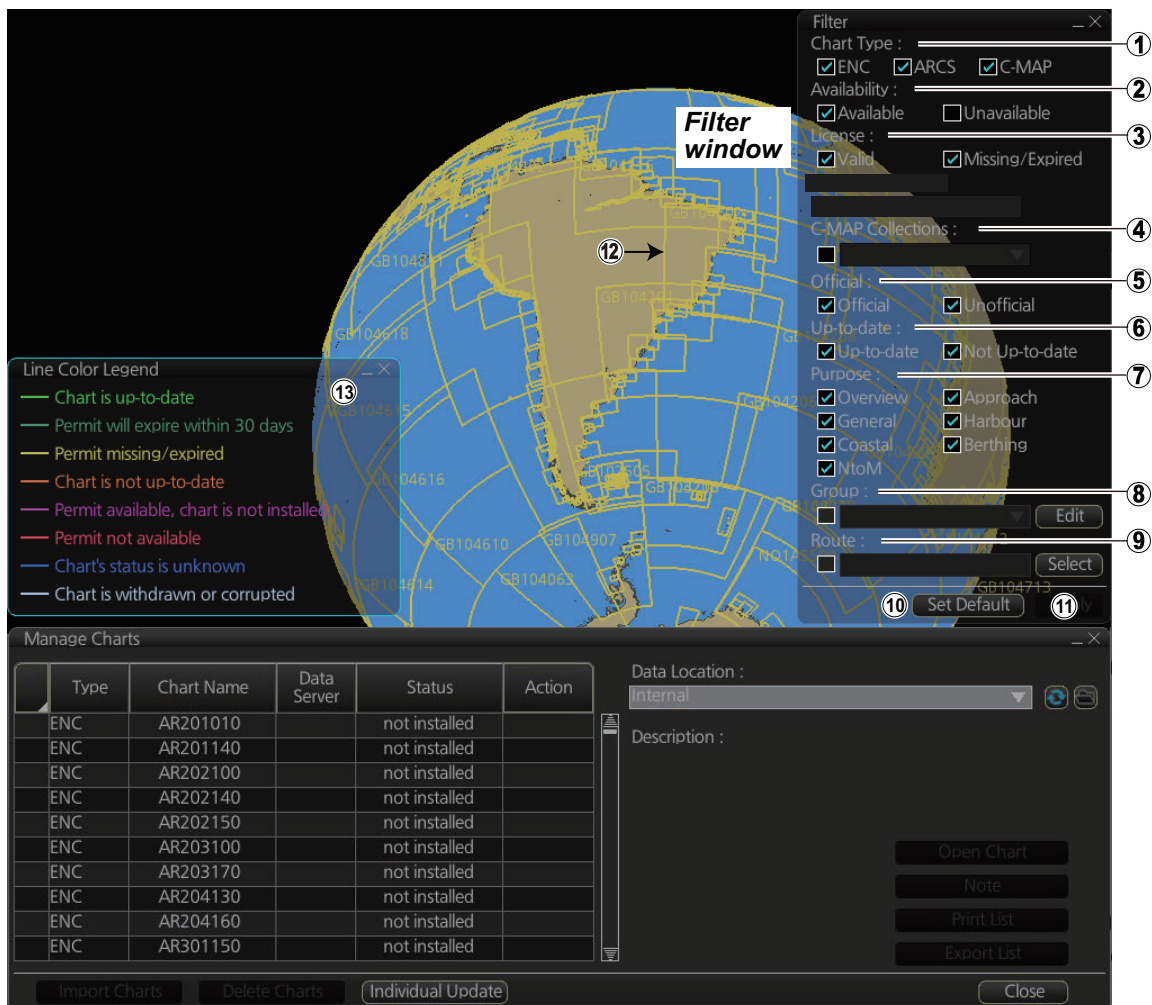 Filter
Chart Type :
1
ENC ARCS C-MAP
Availability :
2
Available Unavailable
License :
3
Valid Missing/Expired
C-MAP Collections :
4
Official :
5
Official Unofficial
Up-to-date :
6
Up-to-date Not Up-to-date
Purpose :
7
Overview Approach
General Harbour
Coastal Berthing
NtoM
Group :
8
Edit
Route :
9
Select
10 Set Default 11
Filter
window
12
GB1048
GB104201
GB104618
GB104615
GB104616
GB104610
GB104907
GB104614
GB104063
GB104713
Line Color Legend
13
Chart is up-to-date
Permit will expire within 30 days
Permit missing/expired
Chart is not up-to-date
Permit available, chart is not installed
Permit not available
Chart's status is unknown
Chart is withdrawn or corrupted
Manage Charts
Type Chart Name Data Server Status Action
ENC AR201010 not installed
ENC AR201140 not installed
ENC AR202100 not installed
ENC AR202140 not installed
ENC AR202150 not installed
ENC AR203100 not installed
ENC AR203170 not installed
ENC AR204130 not installed
ENC AR204160 not installed
ENC AR301150 not installed
Data Location :
Internal
Description :
Open Chart
Note
Print List
Export List
Import Charts Delete Charts Individual Update Close